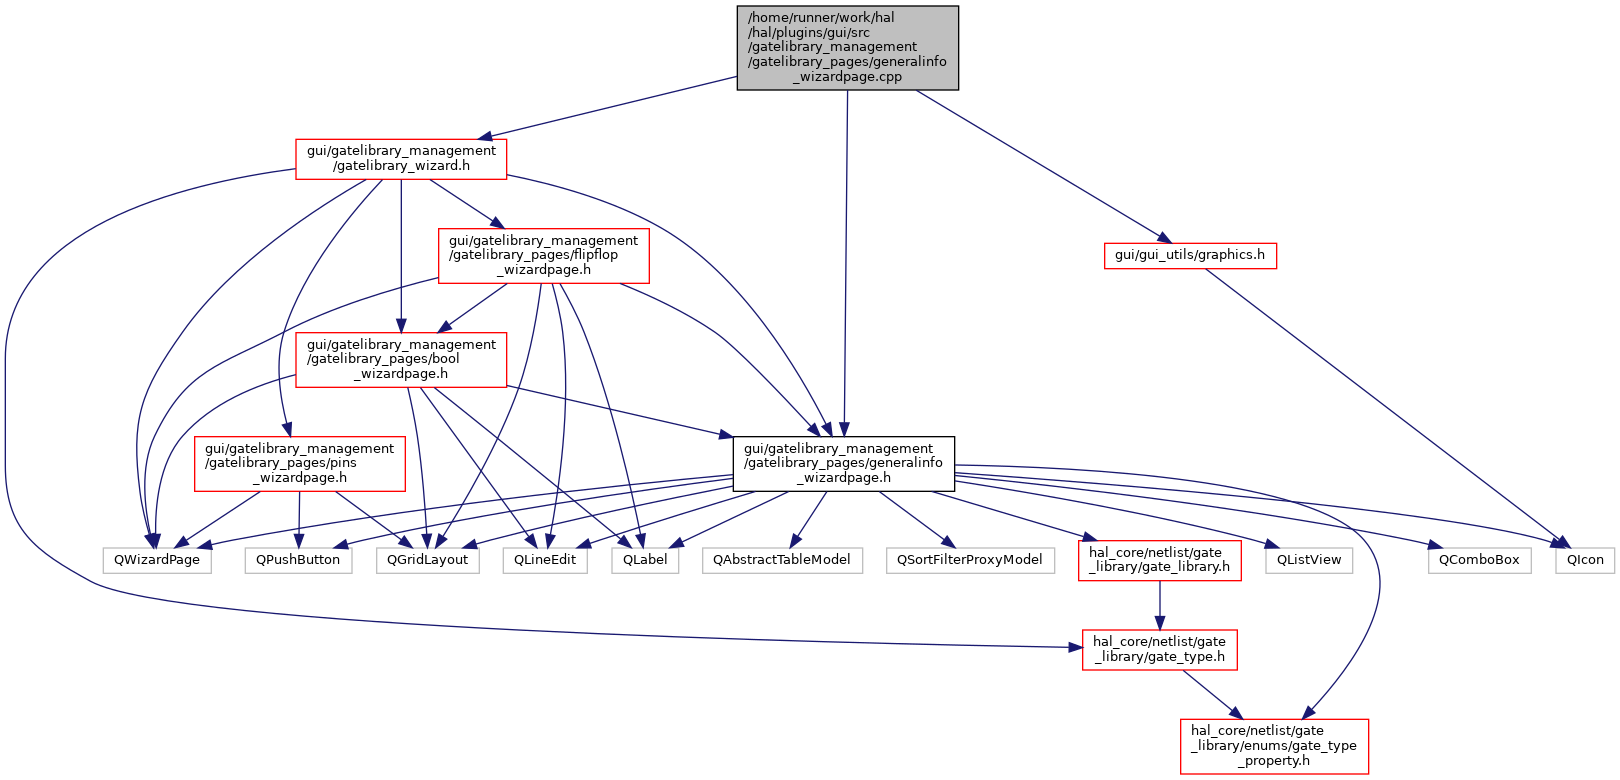 /home/runner/work/hal
/hal/plugins/gui/src
/gatelibrary_management
/gatelibrary_pages/generalinfo
_wizardpage.cpp
gui/gatelibrary_management
/gatelibrary_wizard.h
gui/gatelibrary_management
/gatelibrary_pages/flipflop
_wizardpage.h
gui/gui_utils/graphics.h
gui/gatelibrary_management
/gatelibrary_pages/bool
_wizardpage.h
gui/gatelibrary_management
/gatelibrary_pages/pins
_wizardpage.h
gui/gatelibrary_management
/gatelibrary_pages/generalinfo
_wizardpage.h
QWizardPage
QPushButton
QGridLayout
QLineEdit
QLabel
QAbstractTableModel
QSortFilterProxyModel
hal_core/netlist/gate
_library/gate_library.h
QListView
QComboBox
QIcon
hal_core/netlist/gate
_library/gate_type.h
hal_core/netlist/gate
_library/enums/gate_type
_property.h